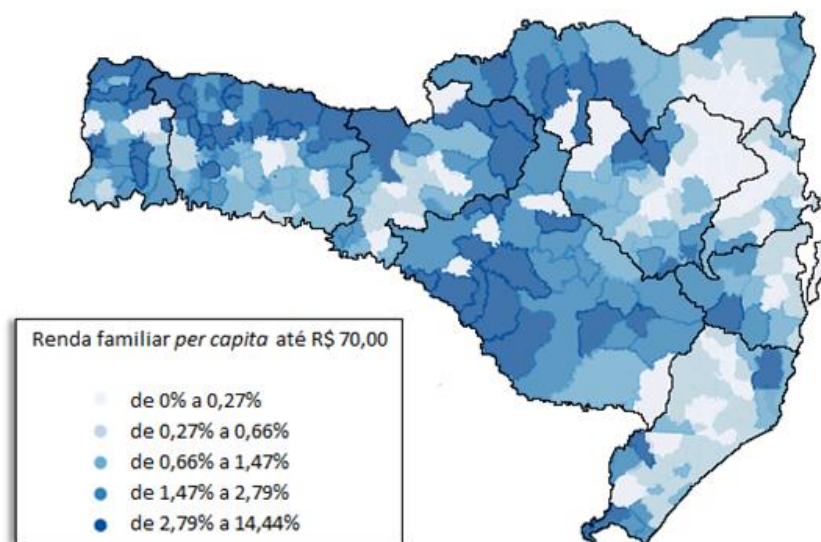 Renda familiar per capita até R$ 70,00
de 0% a 0,27%
de 0,27% a 0,66%
de 0,66% a 1,47%
de 1,47% a 2,79%
de 2,79% a 14,44%